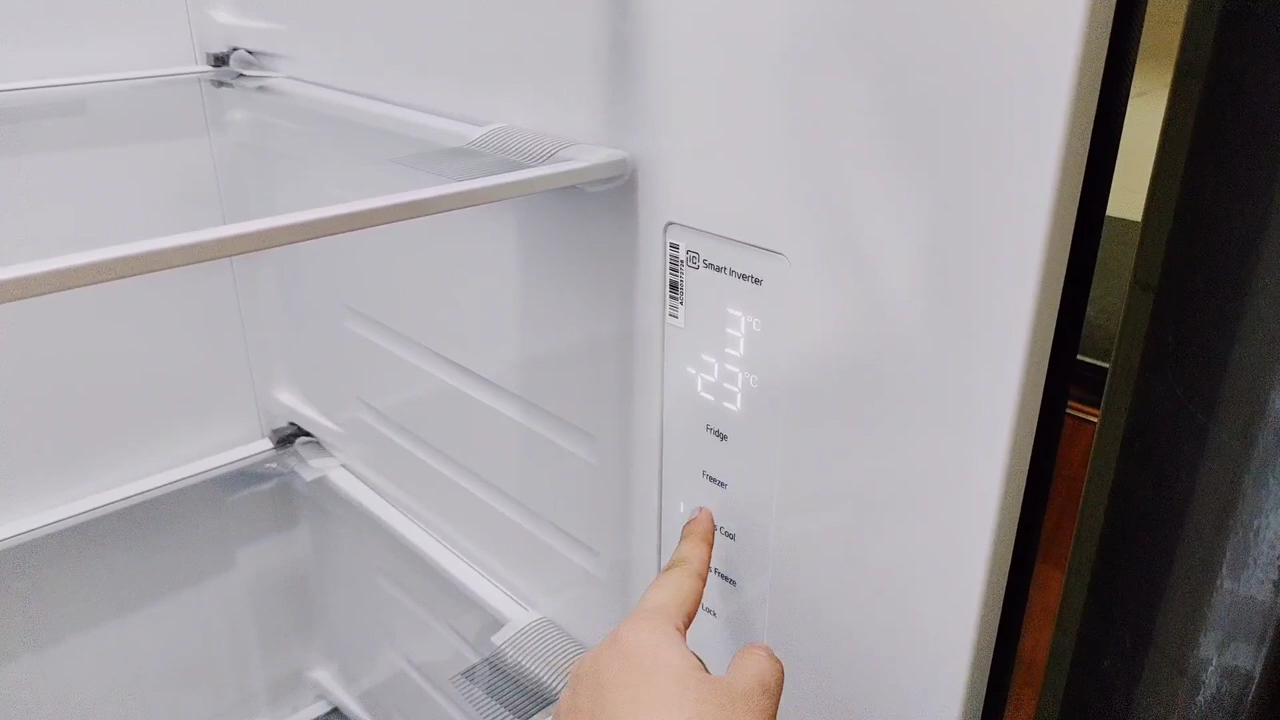 Smart Inverter
3°C
-23°C
Fridge
Freezer
s Cool
s Freeze
Lock